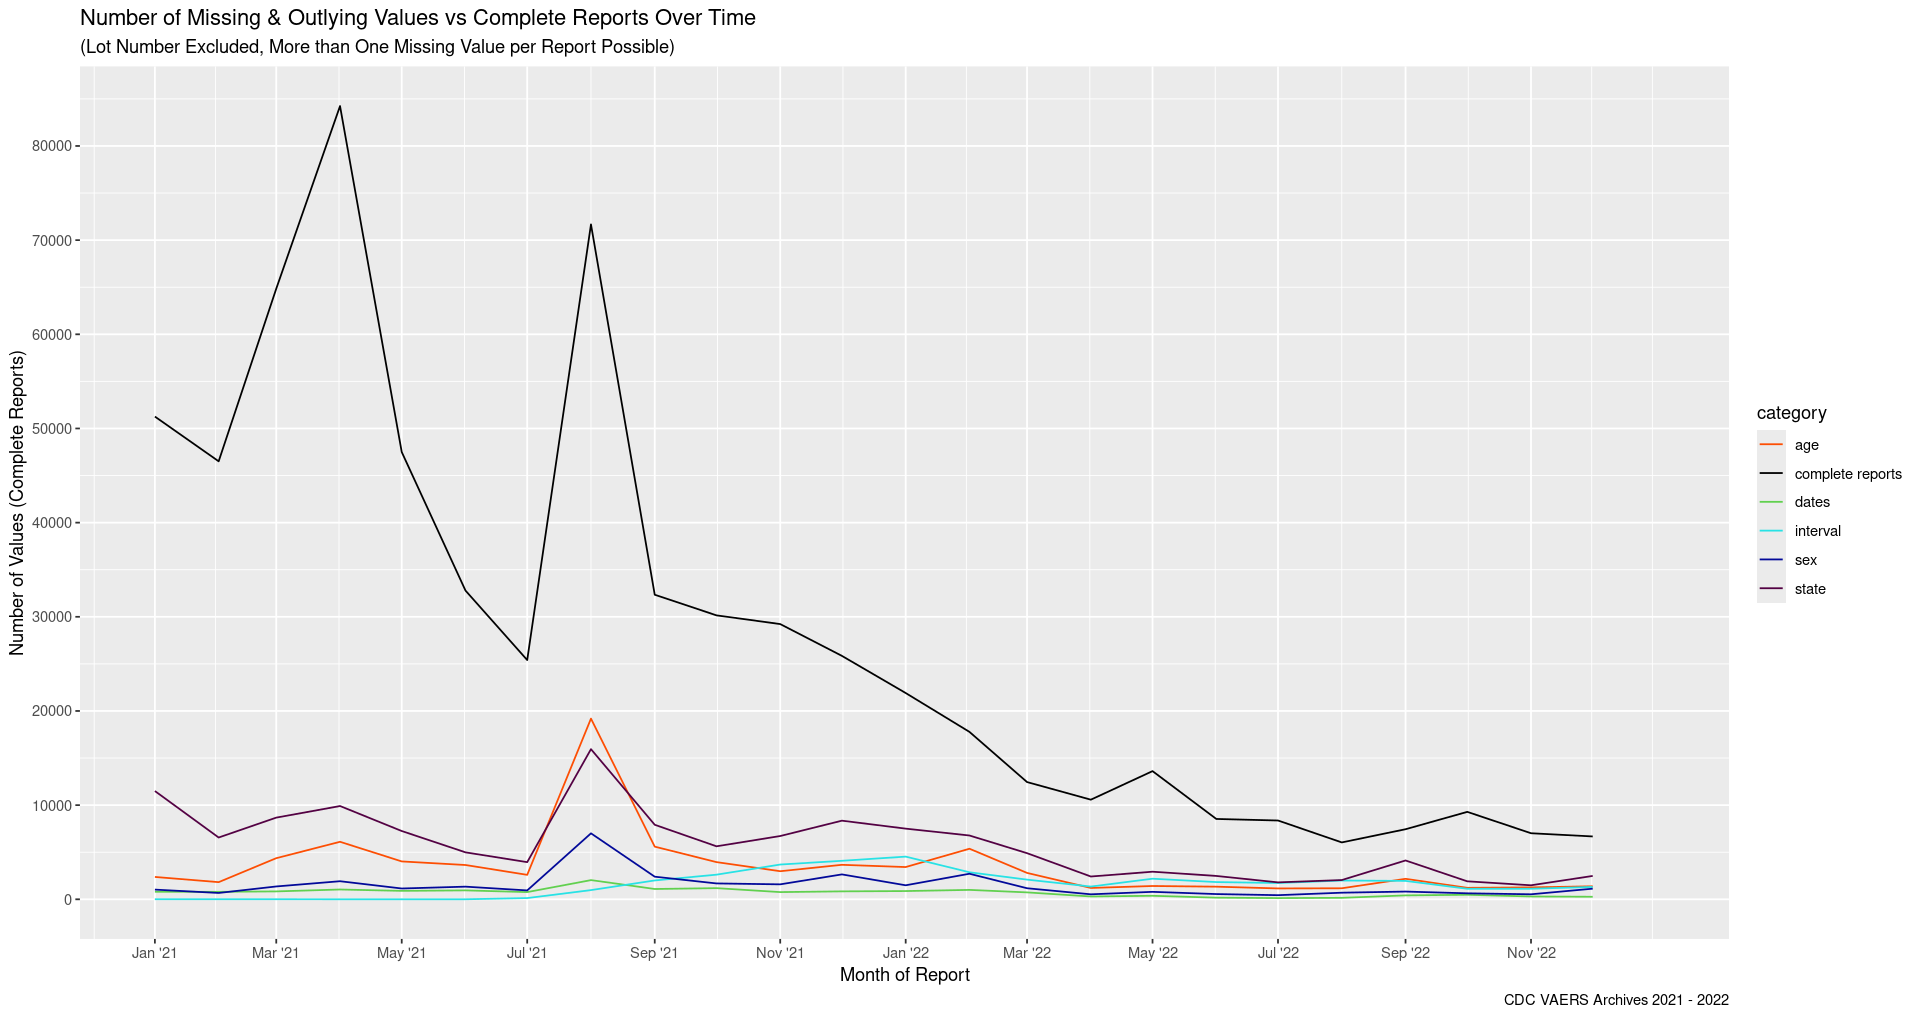 Number of Missing & Outlying Values vs Complete Reports Over Time
(Lot Number Excluded, More than One Missing Value per Report Possible)
Number of Values (Complete Reports)
80000
70000
60000
50000
40000
30000
20000
10000
0
Jan '21 Mar '21 May '21 Jul '21 Sep '21 Nov '21 Jan '22 Mar '22 May '22 Jul '22 Sep '22 Nov '22
Month of Report
category
age
complete reports
dates
interval
sex
state
CDC VAERS Archives 2021 - 2022